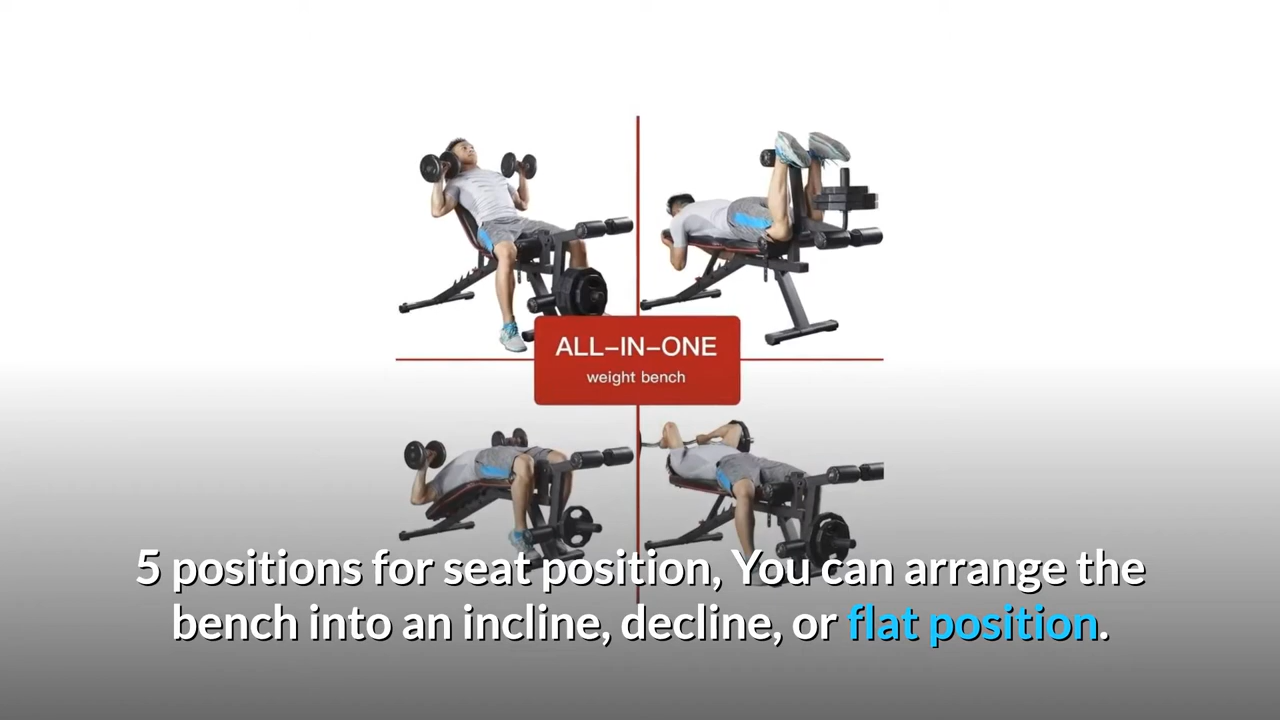 ALL–IN–ONE
weight bench
5 positions for seat position, You can arrange the
bench into an incline, decline, or flat position.